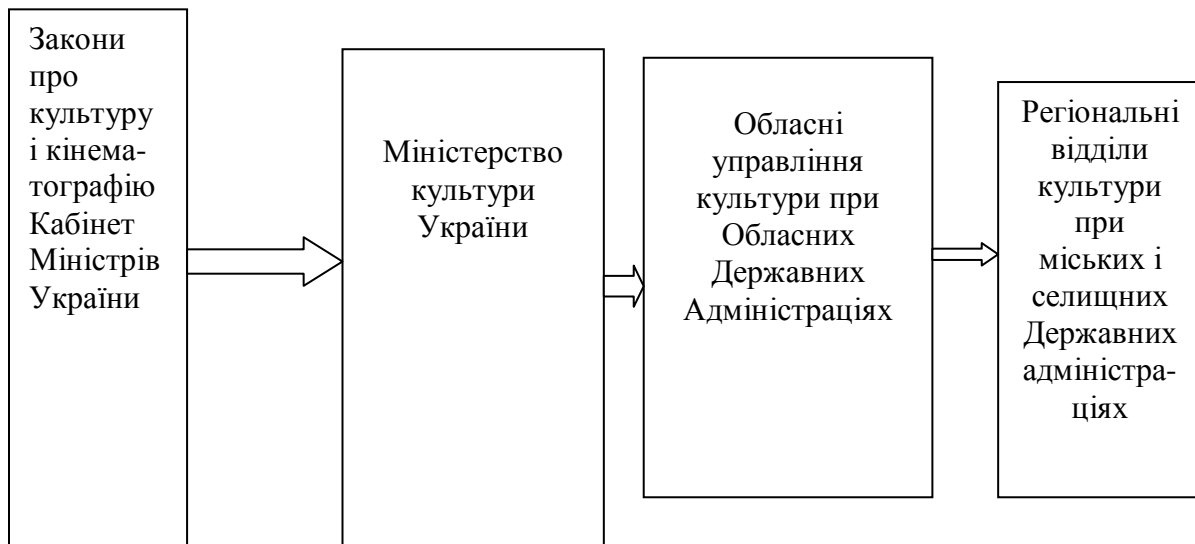 Закони
про
культуру
і кінема-
тографію
Кабінет
Міністрів
України
Міністерство
культури
України
Обласні
управління
культури при
Обласних
Державних
Адміністраціях
Регіональні
відділи
культури
при
міських і
селищних
Державних
адміністра-
ціях